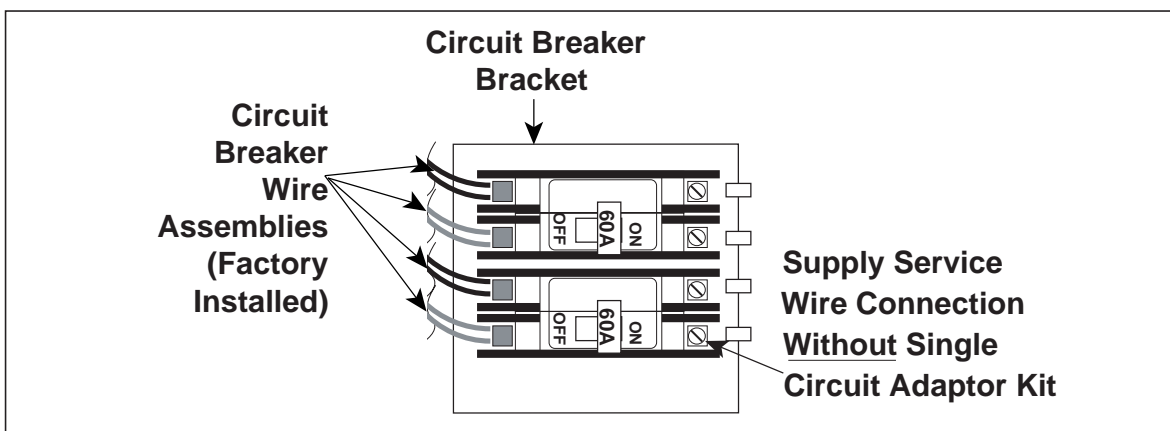 Circuit Breaker
Bracket
Circuit
Breaker
Wire
Assemblies
(Factory
Installed)
OFF
60A
ON
OFF
60A
ON
Supply Service
Wire Connection
Without Single
Circuit Adaptor Kit